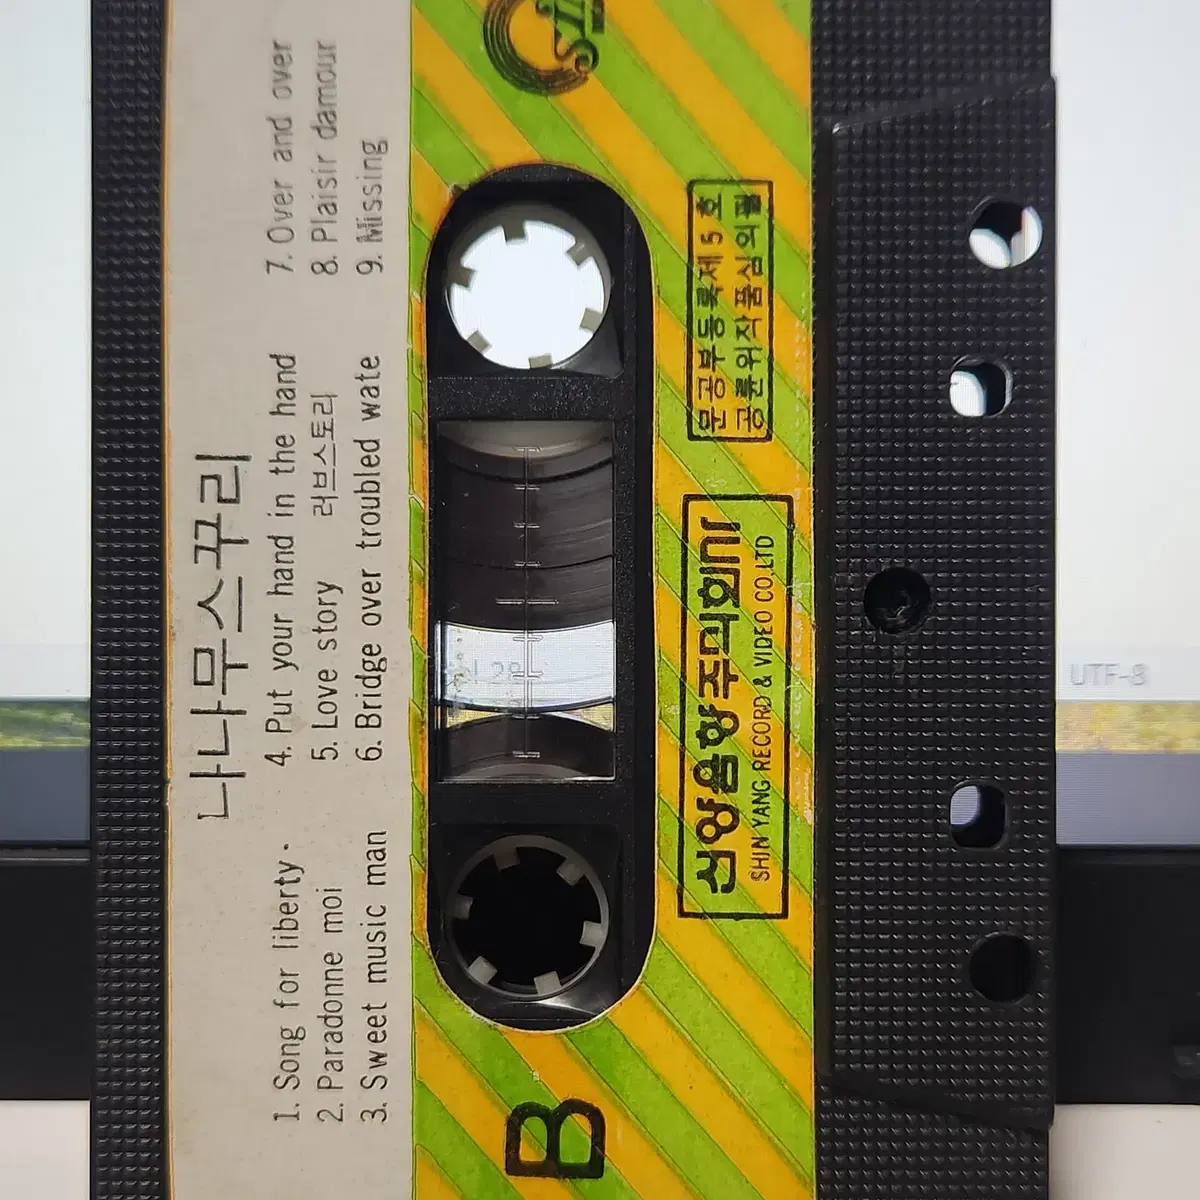 나나무스꾸리
1. Song for liberty.
2. Paradonne moi
3. Sweet music man
4. Put your hand in the hand
5. Love story 러브스토리
6. Bridge over troubled wate
7. Over and over
8. Plaisir damour
9. Missing
B
신양음향주식회사
SHIN YANG RECORD & VIDEO CO.LTD
문공부등록제5호
공륜위작품심의필
UTF-8